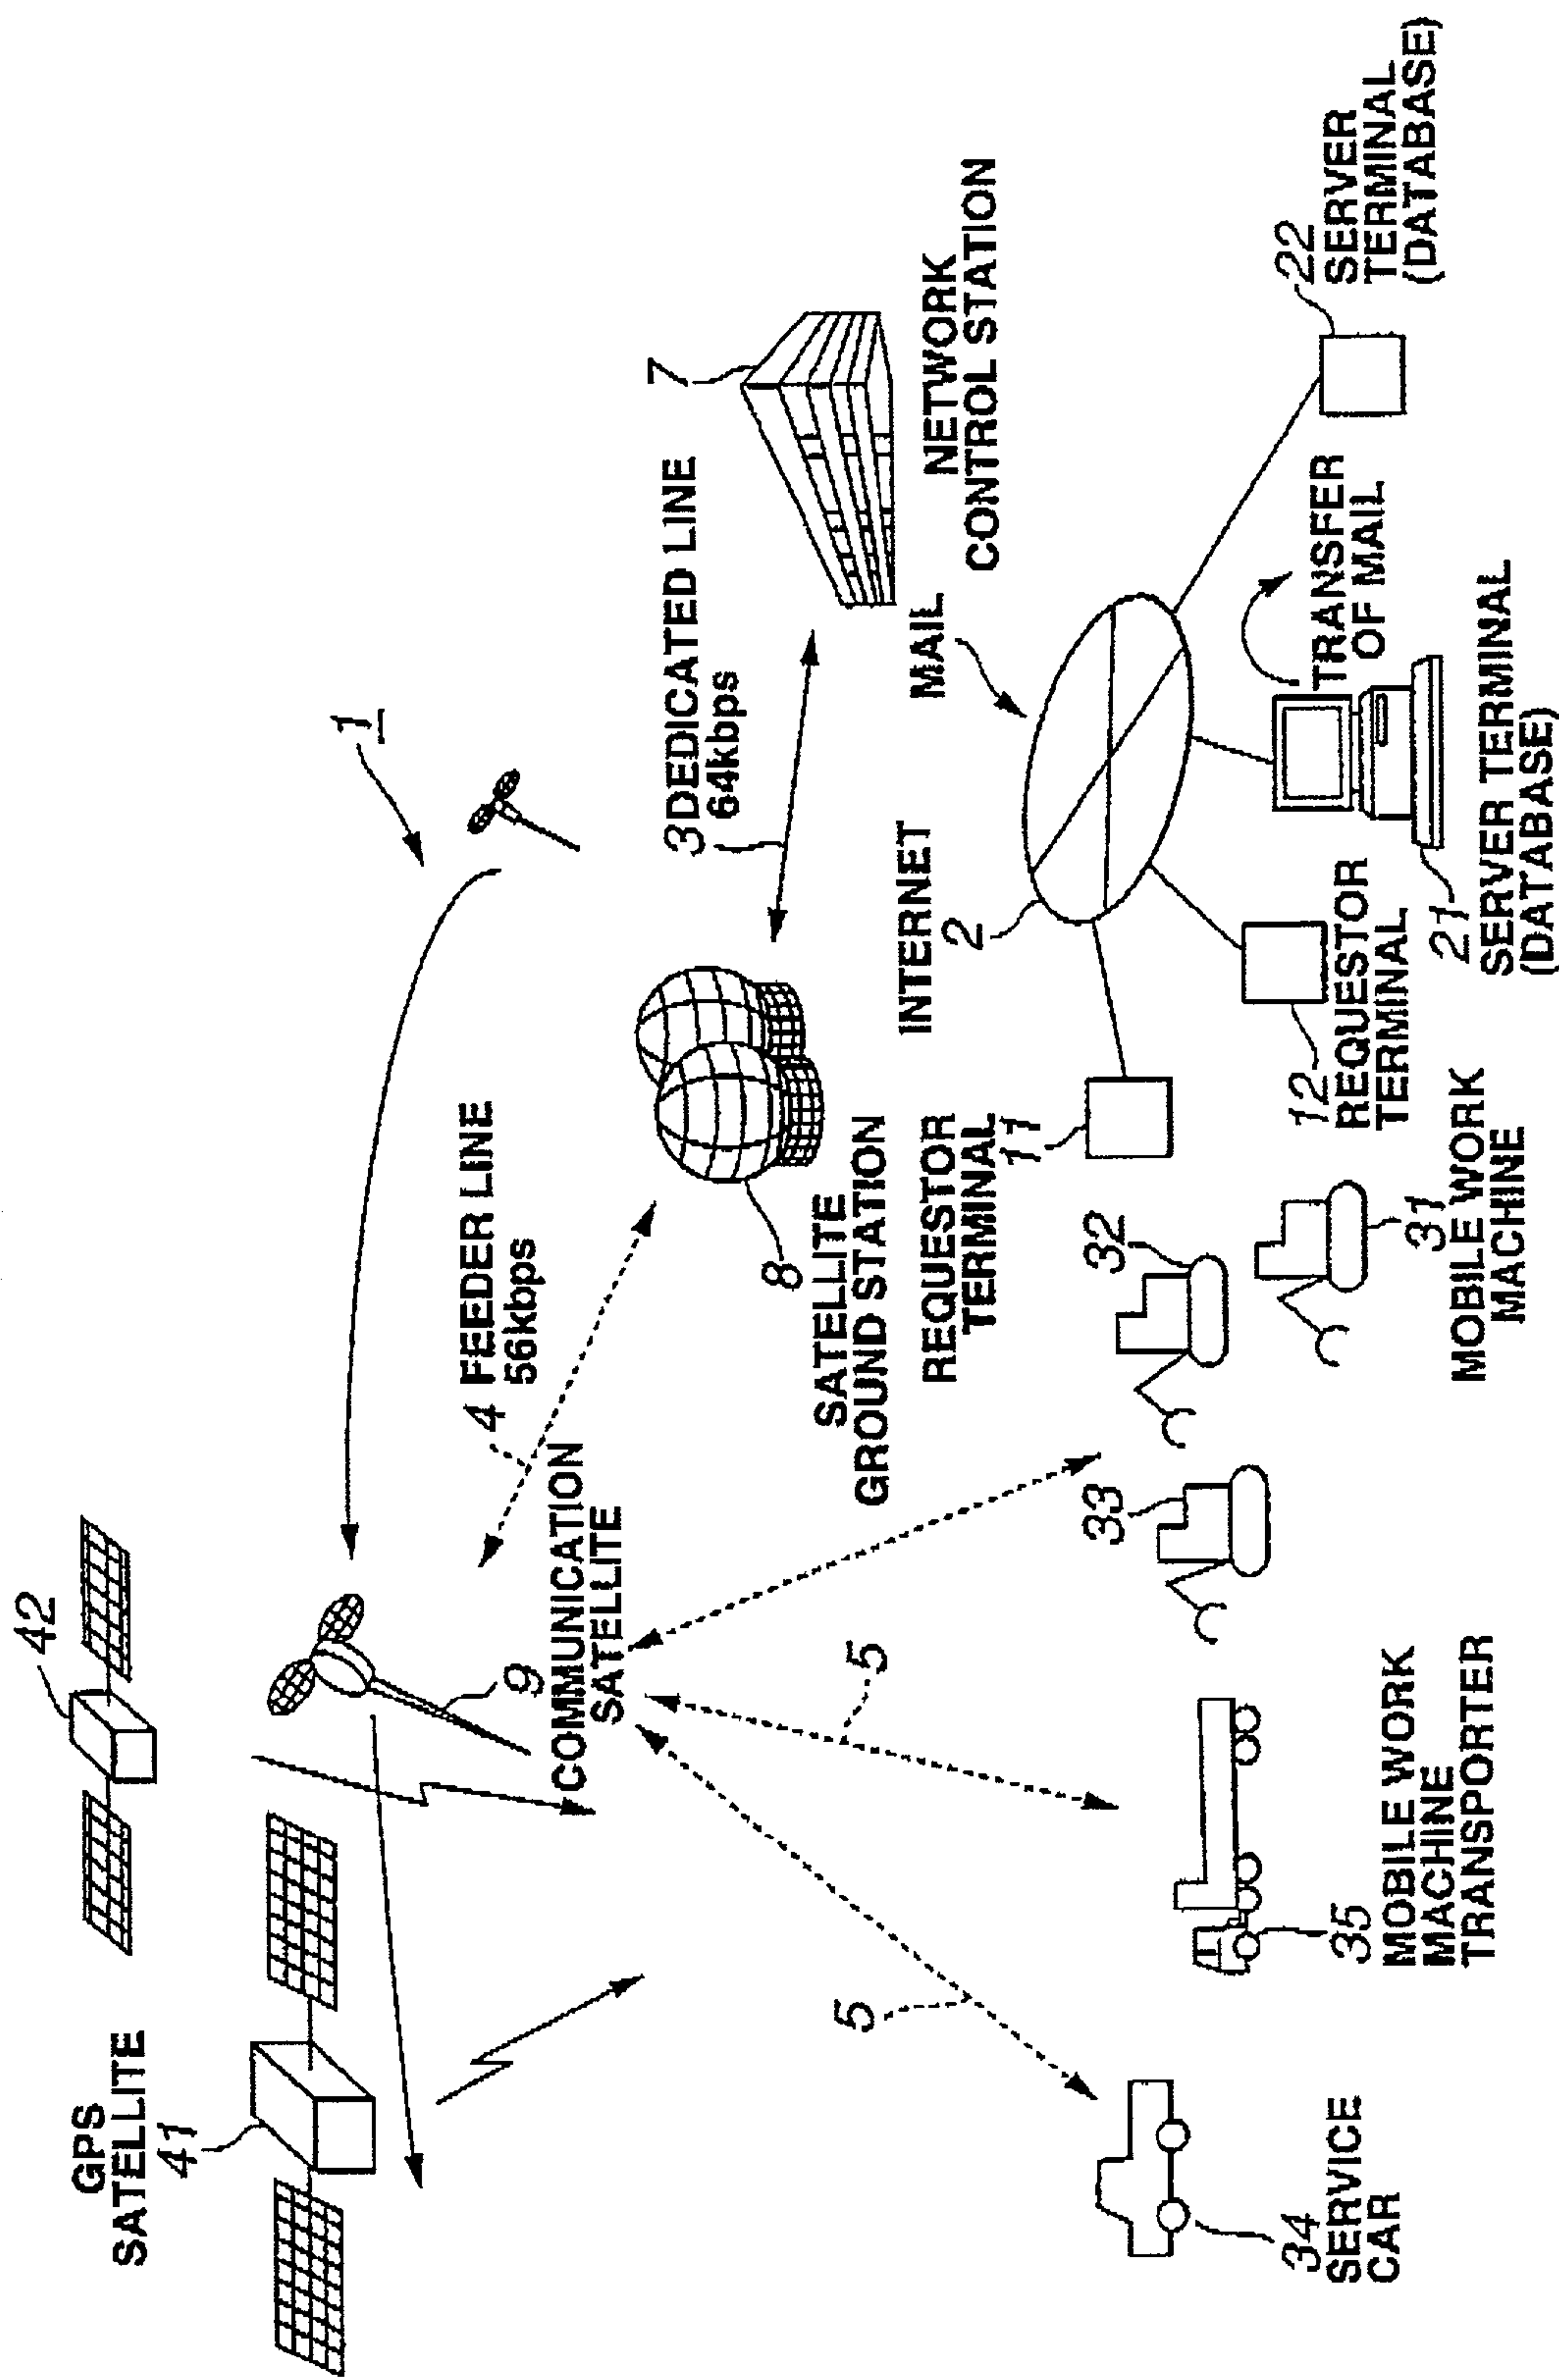 GPS
SATELLITE
41
42
1
9
COMMUNICATION
SATELLITE
4
FEEDER LINE
56kbps
3 DEDICATED LINE
64kbps
7
8
SATELLITE
GROUND STATION
NETWORK
CONTROL STATION
5
5
INTERNET
2
MAIL
REQUESTOR
TERMINAL
11
12
REQUESTOR
TERMINAL
21
SERVER TERMINAL
(DATABASE)
TRANSFER
OF MAIL
22
SERVER
TERMINAL
(DATABASE)
33
32
31
MOBILE WORK
MACHINE
34
SERVICE
CAR
35
MOBILE WORK
MACHINE
TRANSPORTER